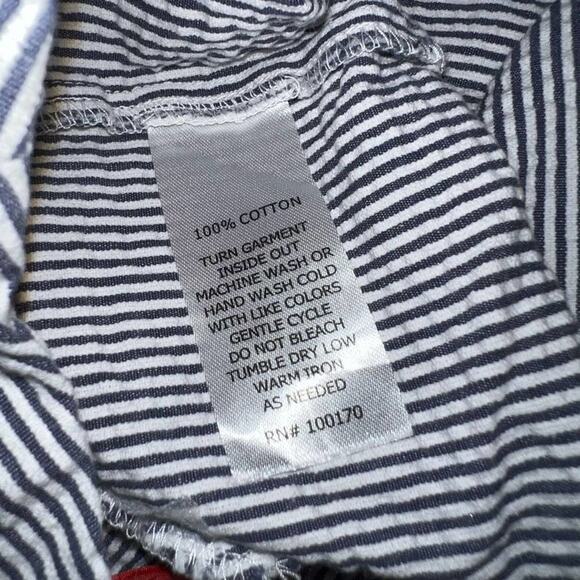 100% COTTON
TURN GARMENT
INSIDE OUT
MACHINE WASH OR
HAND WASH COLD
WITH LIKE COLORS
GENTLE CYCLE
DO NOT BLEACH
TUMBLE DRY LOW
WARM IRON
AS NEEDED
RN# 100170